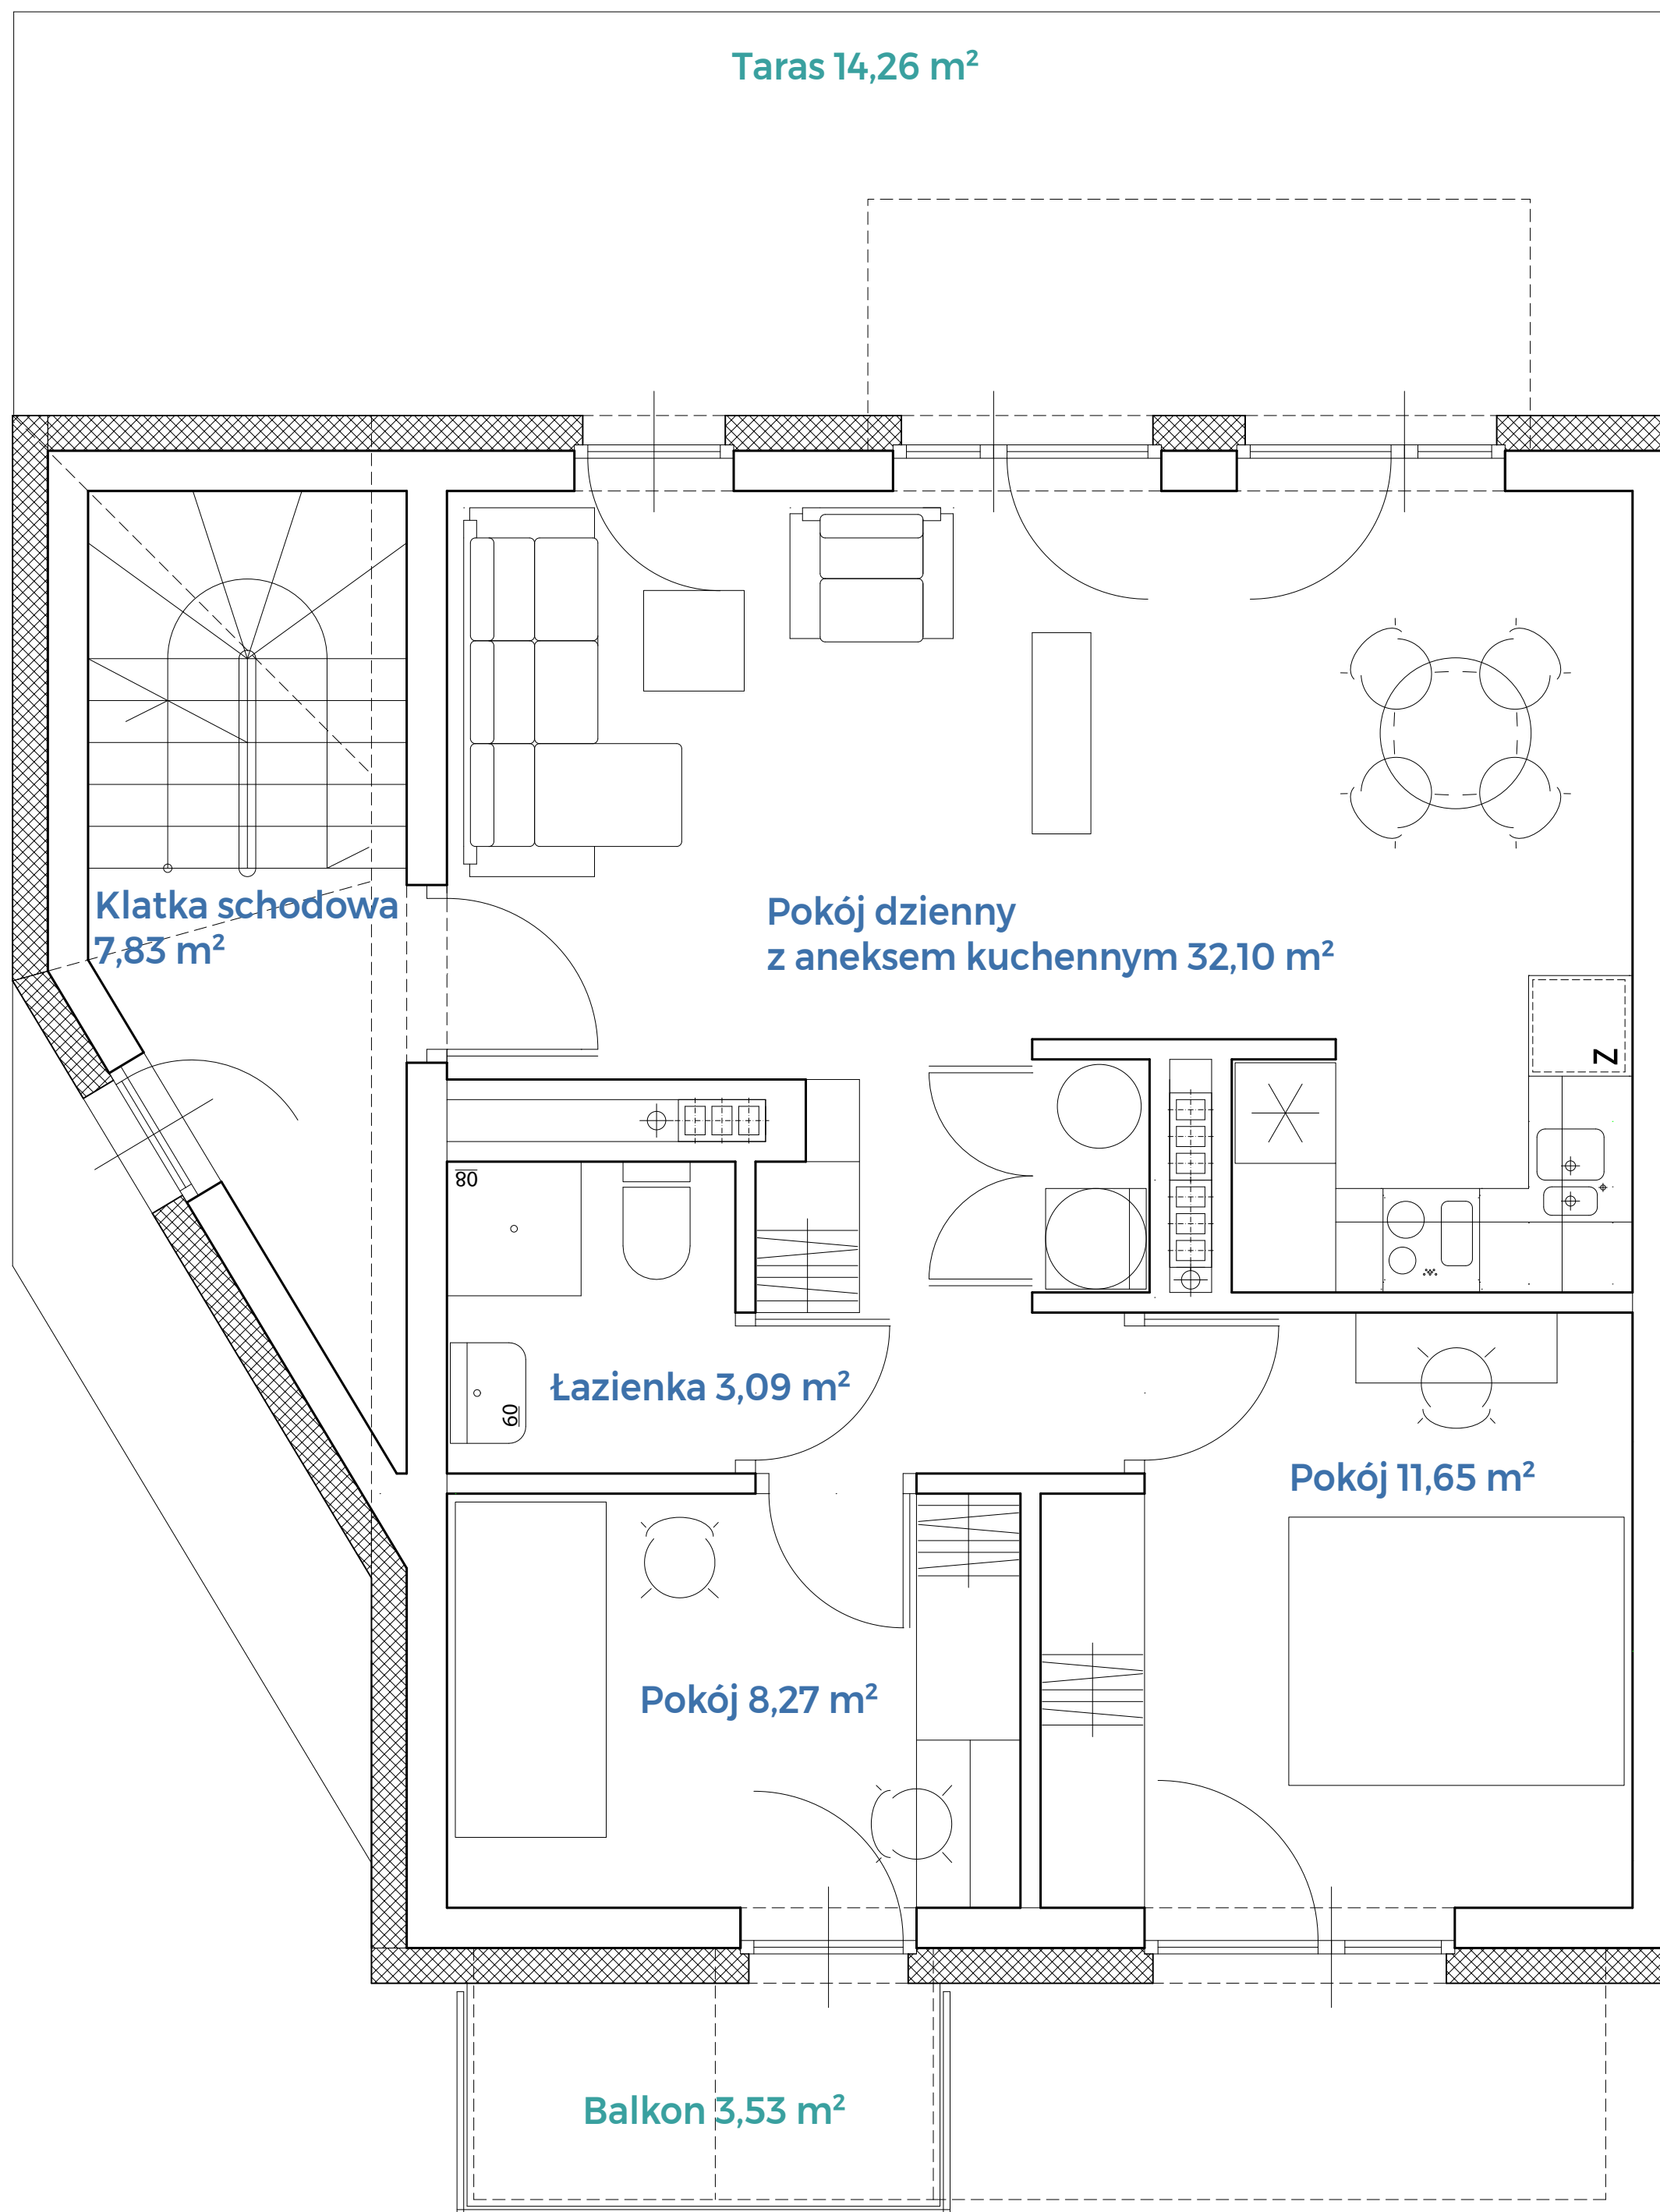 Taras 14,26 m²
Klatka schodowa
7,83 m²
Pokój dzienny
z aneksem kuchennym 32,10 m²
Z
80
Łazienka 3,09 m²
60
Pokój 11,65 m²
Pokój 8,27 m²
Balkon 3,53 m²